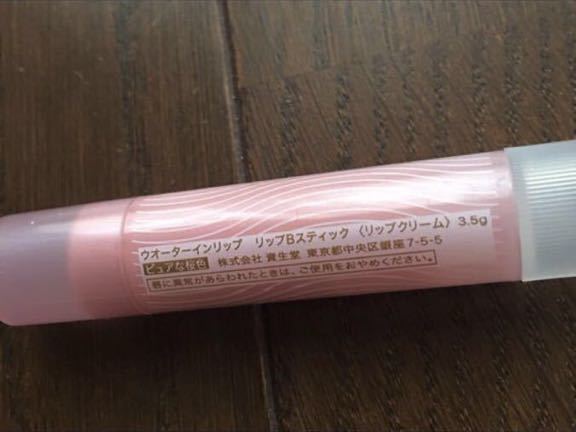 ウオーターインリップ リップBスティック〈リップクリーム〉3.5g
ピュアな桜色 株式会社 資生堂 東京都中央区銀座7-5-5
唇に異常があらわれたときは、ご使用をおやめください。